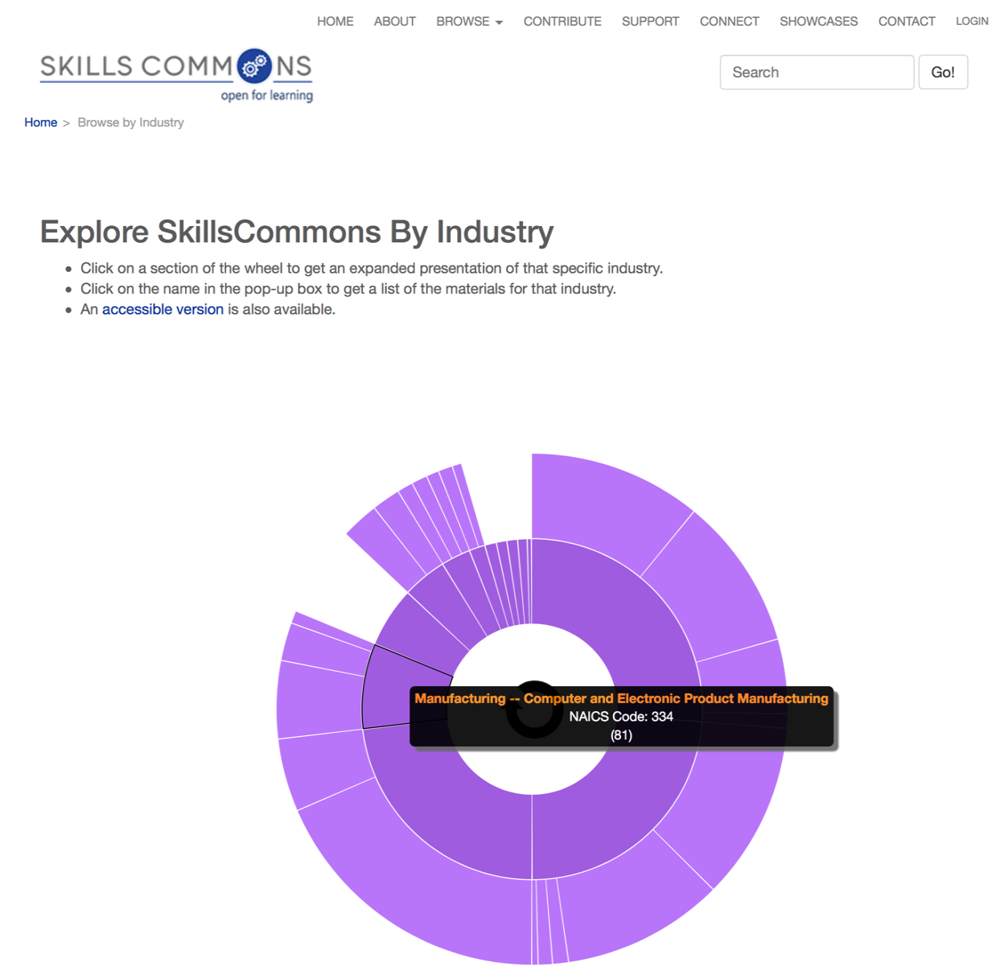 HOME ABOUT BROWSE CONTRIBUTE SUPPORT CONNECT SHOWCASES CONTACT LOGIN
SKILLS COMMONS
open for learning
Search Go!
Home > Browse by Industry
Explore SkillsCommons By Industry
• Click on a section of the wheel to get an expanded presentation of that specific industry.
• Click on the name in the pop-up box to get a list of the materials for that industry.
• An accessible version is also available.
Manufacturing -- Computer and Electronic Product Manufacturing
NAICS Code: 334
(81)